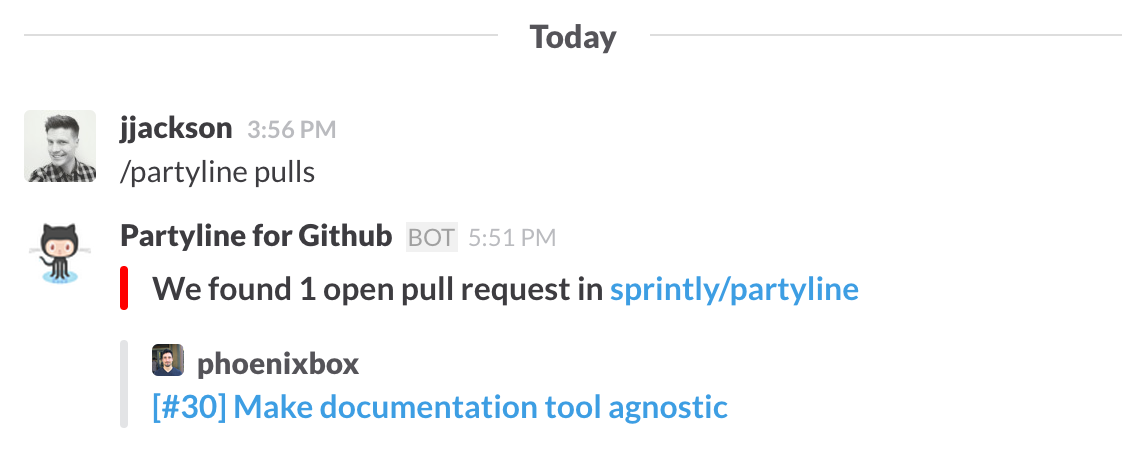 Today
jjackson 3:56 PM
/partyline pulls
Partyline for Github BOT 5:51 PM
We found 1 open pull request in sprintly/partyline
phoenixbox
[#30] Make documentation tool agnostic